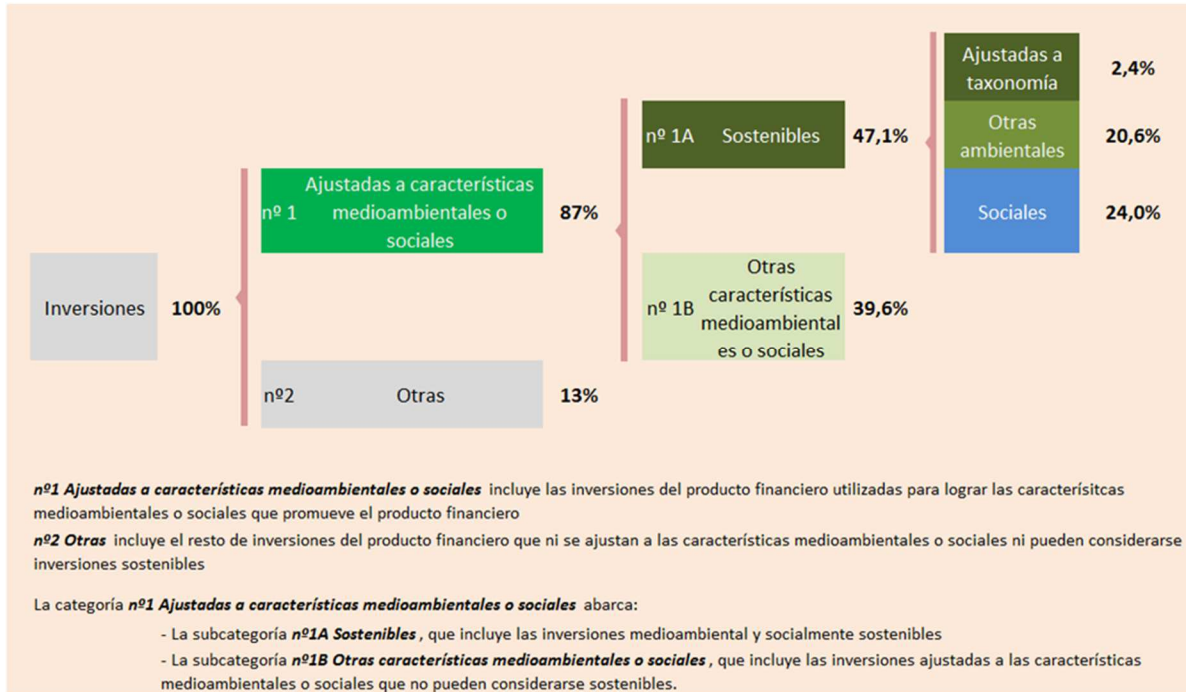 Ajustadas a
taxonomía
2,4%
nº 1A Sostenibles 47,1%
Otras
ambientales
20,6%
nº 1
Ajustadas a característícas
medioambientales o
sociales
87%
Sociales 24,0%
Inversiones 100%
nº 1B
Otras
característícas
medioambiental
es o sociales
39,6%
nº2 Otras 13%
nº1 Ajustadas a características medioambientales o sociales incluye las inversiones del producto financiero utilizadas para lograr las caracterísitcas
medioambientales o sociales que promueve el producto financiero
nº2 Otras incluye el resto de inversiones del producto financiero que ni se ajustan a las características medioambientales o sociales ni pueden considerarse
inversiones sostenibles
La categoría nº1 Ajustadas a características medioambientales o sociales abarca:
- La subcategoría nº1A Sostenibles , que incluye las inversiones medioambiental y socialmente sostenibles
- La subcategoría nº1B Otras características medioambientales o sociales , que incluye las inversiones ajustadas a las características
medioambientales o sociales que no pueden considerarse sostenibles.